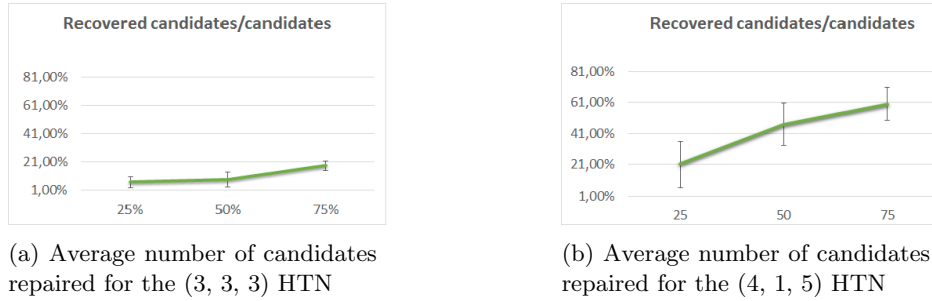 Recovered candidates/candidates
81,00%
61,00%
41,00%
21,00%
1,00%
25%
50%
75%
(a) Average number of candidates
repaired for the (3, 3, 3) HTN
Recovered candidates/candidates
81,00%
61,00%
41,00%
21,00%
1,00%
25
50
75
(b) Average number of candidates
repaired for the (4, 1, 5) HTN